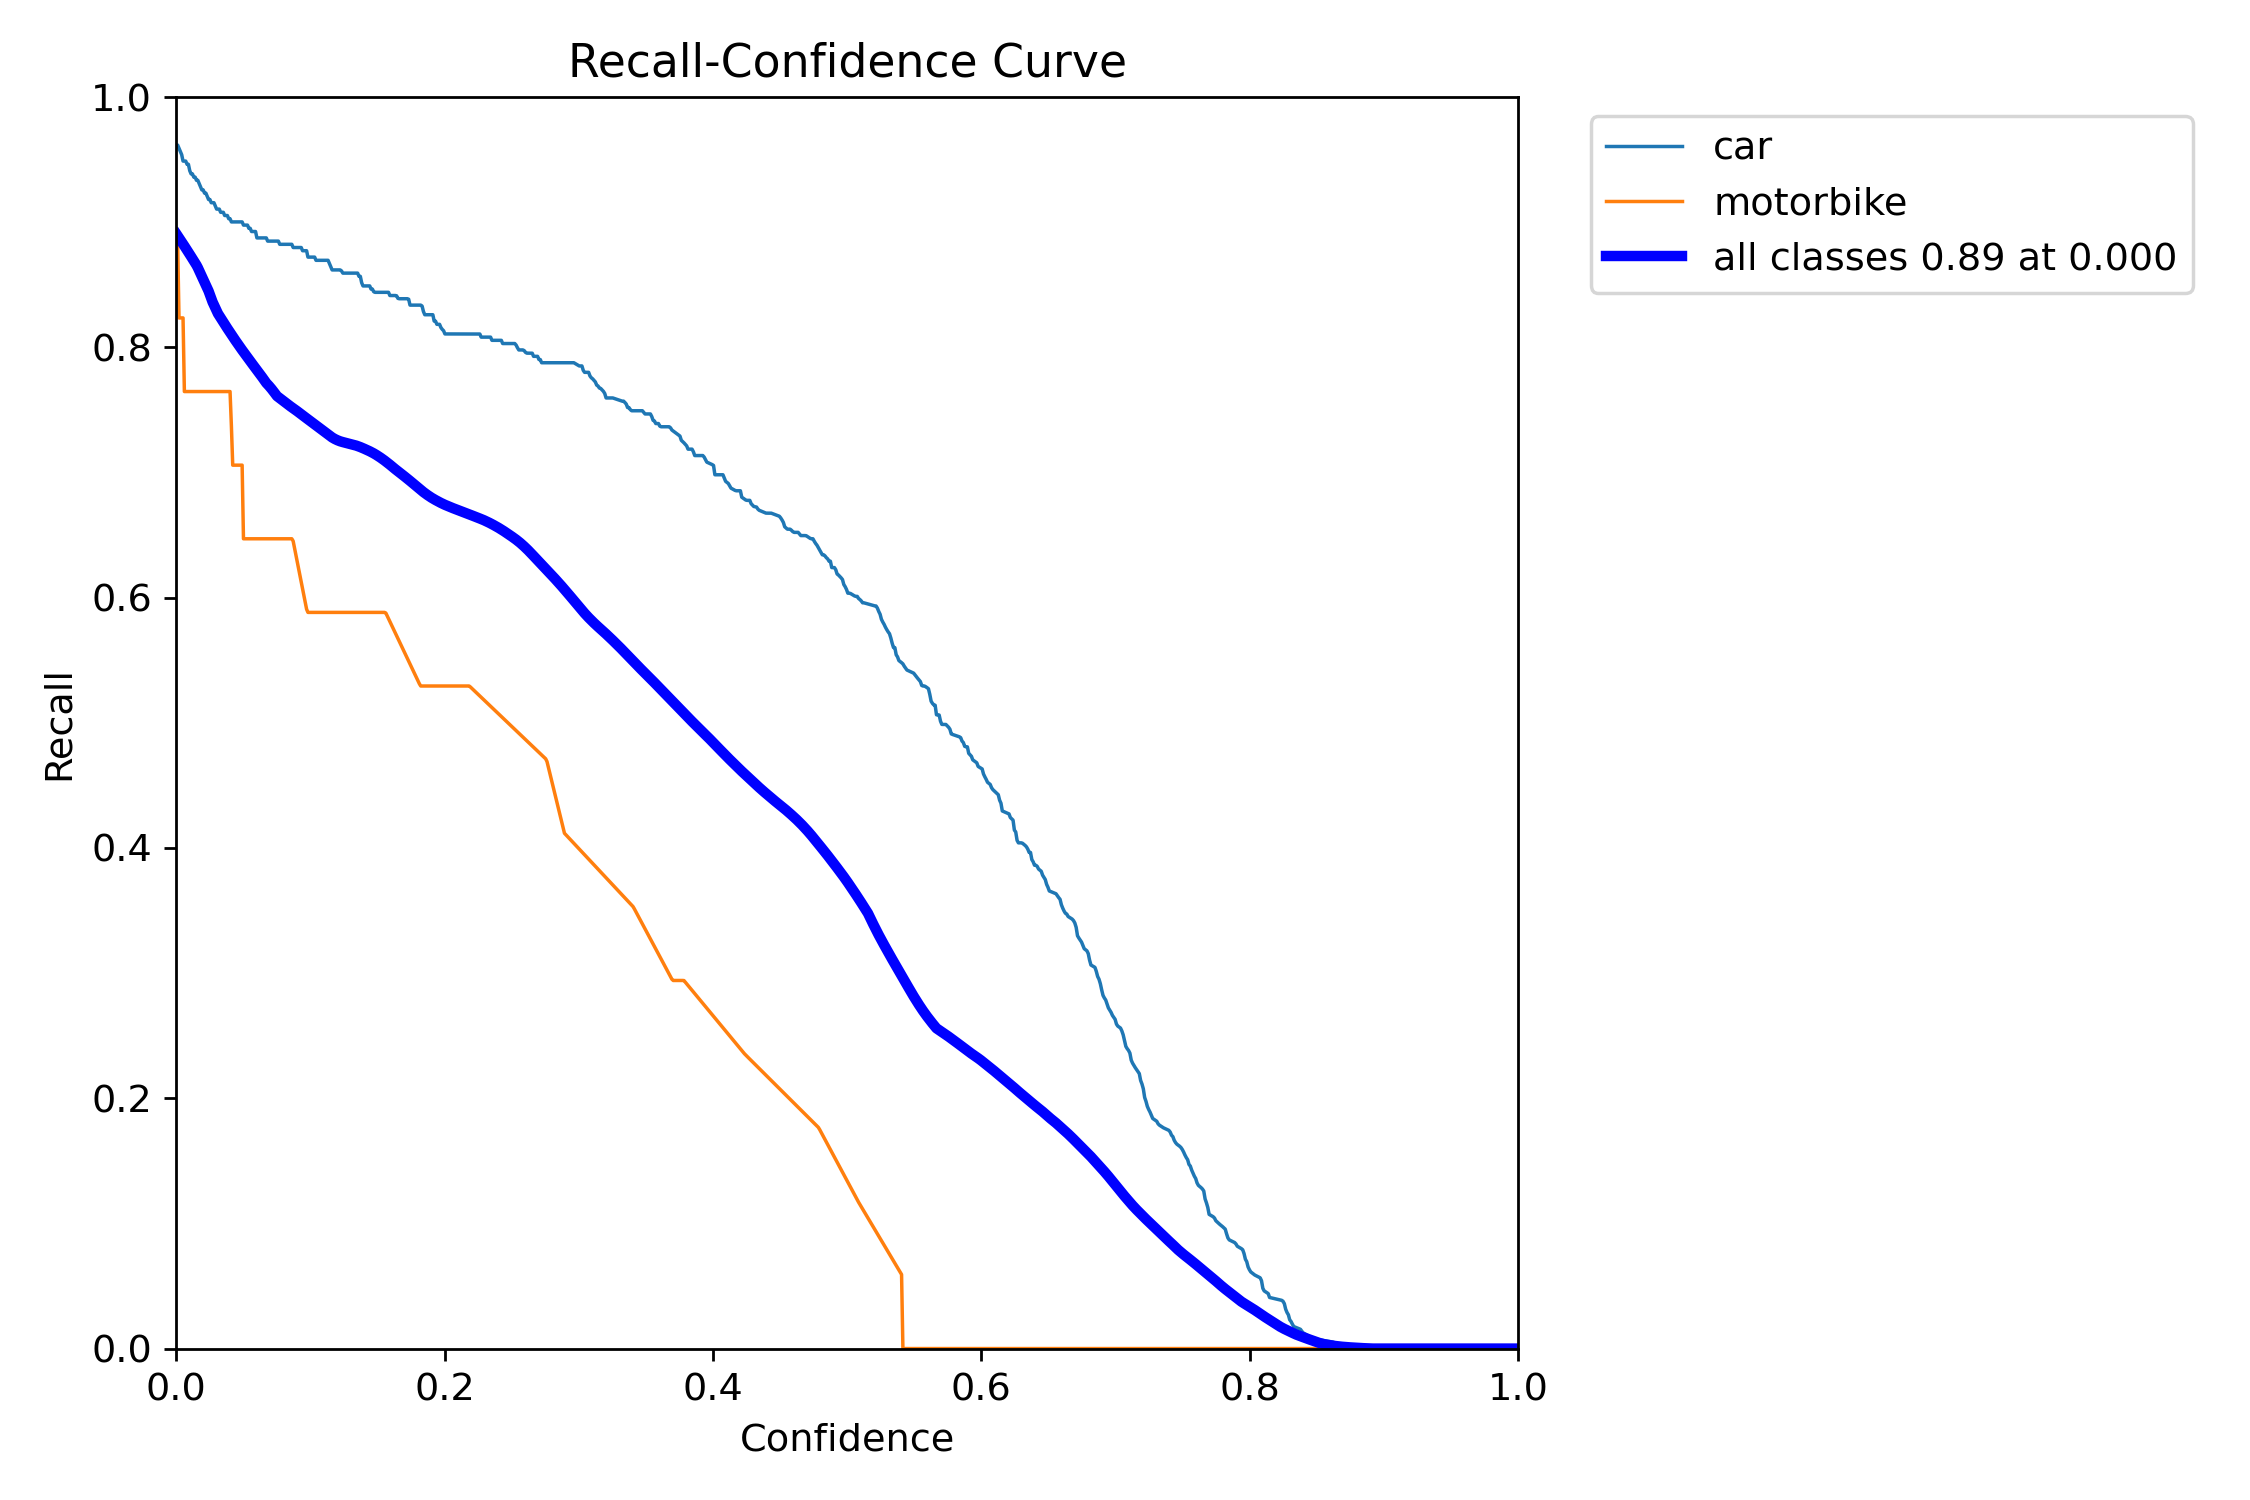 Recall-Confidence Curve
car
motorbike
all classes 0.89 at 0.000
Recall
1.0
0.8
0.6
0.4
0.2
0.0
0.0 0.2 0.4 0.6 0.8 1.0
Confidence